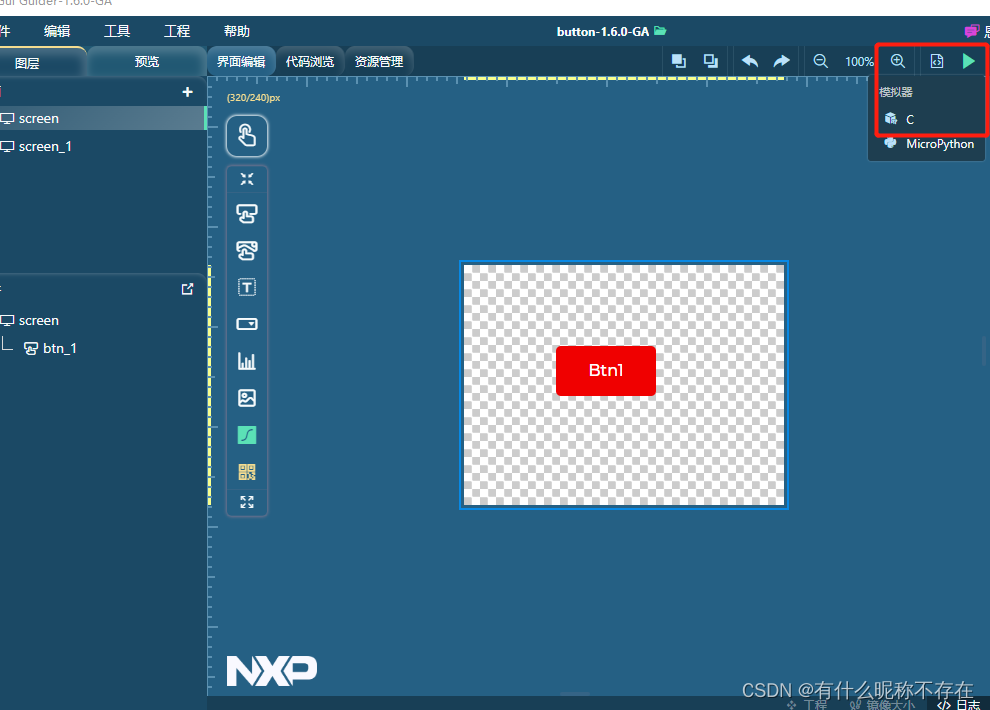 Gui Guider-1.6.0-GA
件 编辑 工具 工程 帮助 button-1.6.0-GA
图层 预览 界面编辑 代码浏览 资源管理 100%
(320/240)px
模拟器
screen
C
screen_1
MicroPython
screen
btn_1
Btn1
NXP
CSDN @有什么昵称不存在
工程 镜像大小 日志